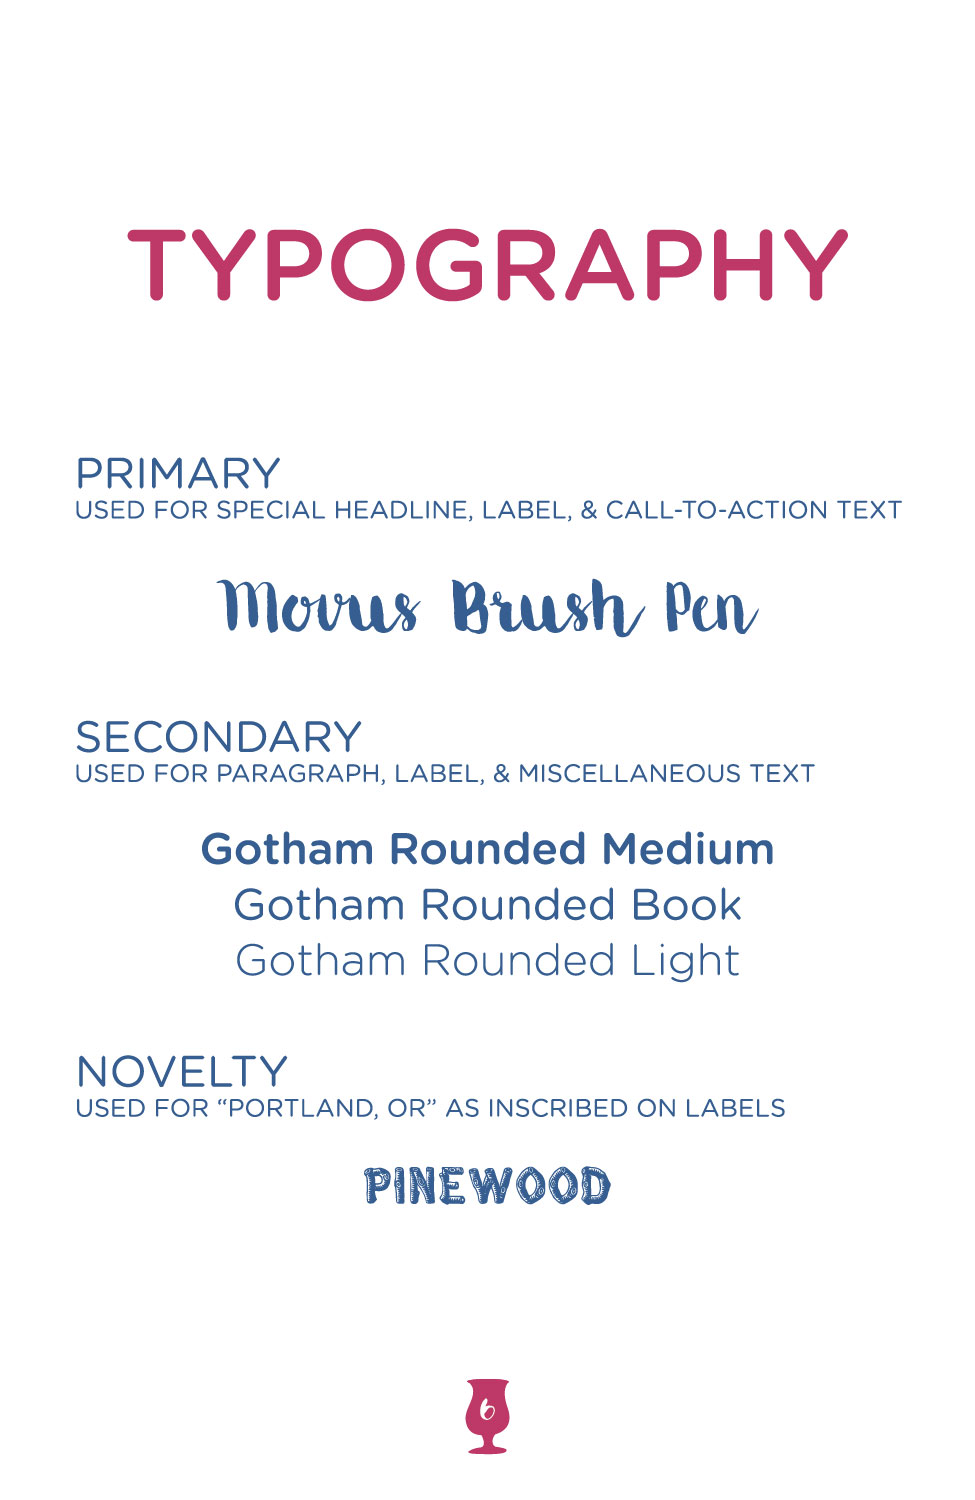 TYPOGRAPHY
PRIMARY
USED FOR SPECIAL HEADLINE, LABEL, & CALL-TO-ACTION TEXT
Movus Brush Pen
SECONDARY
USED FOR PARAGRAPH, LABEL, & MISCELLANEOUS TEXT
Gotham Rounded Medium
Gotham Rounded Book
Gotham Rounded Light
NOVELTY
USED FOR “PORTLAND, OR” AS INSCRIBED ON LABELS
PINEWOOD
6